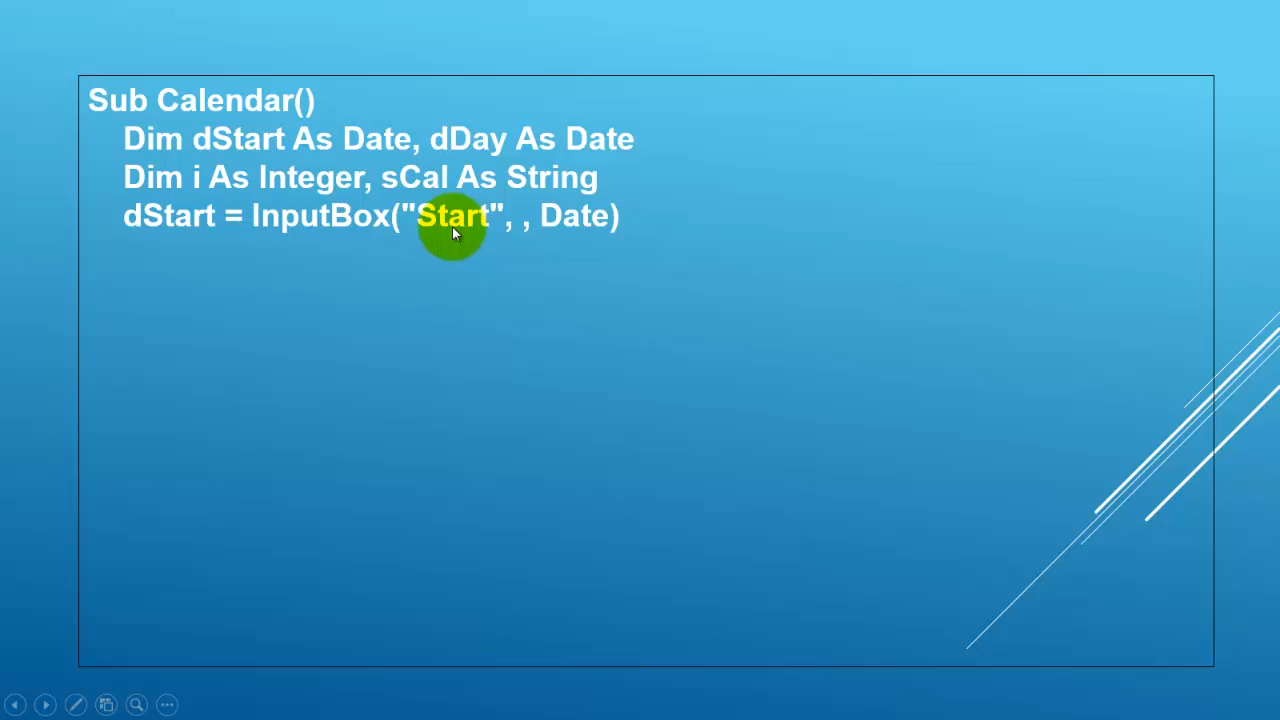 Sub Calendar()
Dim dStart As Date, dDay As Date
Dim i As Integer, sCal As String
dStart = InputBox("Start", , Date)